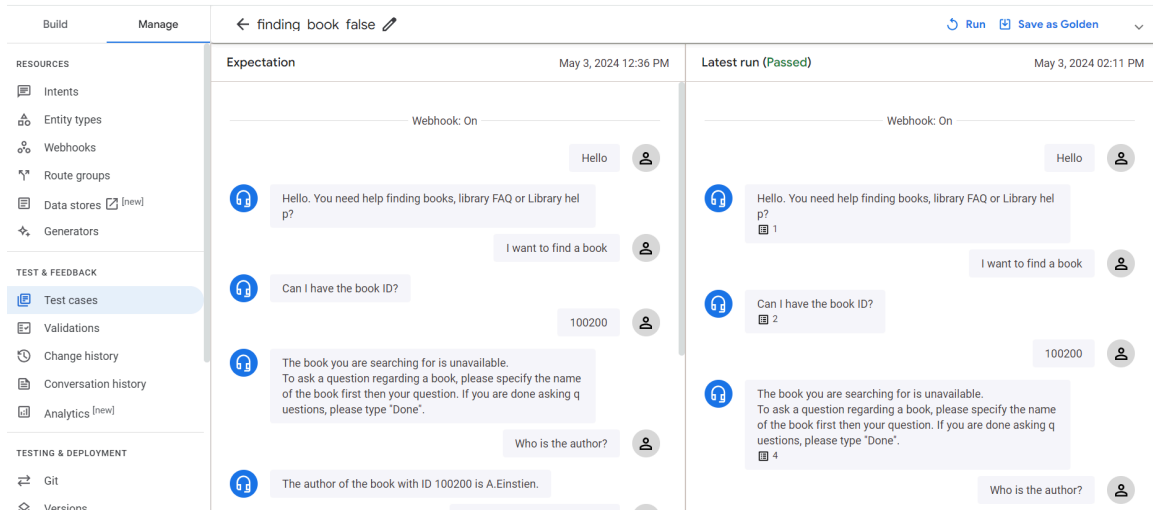 Build
Manage
finding_book_false
Run
Save as Golden
RESOURCES
Intents
Entity types
Webhooks
Route groups
Data stores [new]
Generators
TEST & FEEDBACK
Test cases
Validations
Change history
Conversation history
Analytics [new]
TESTING & DEPLOYMENT
Git
Versions
Expectation
May 3, 2024 12:36 PM
Webhook: On
Hello
Hello. You need help finding books, library FAQ or Library hel
p?
I want to find a book
Can I have the book ID?
100200
The book you are searching for is unavailable.
To ask a question regarding a book, please specify the name
of the book first then your question. If you are done asking q
uestions, please type "Done".
Who is the author?
The author of the book with ID 100200 is A.Einstien.
Latest run (Passed)
May 3, 2024 02:11 PM
Webhook: On
Hello
Hello. You need help finding books, library FAQ or Library hel
p?
1
I want to find a book
Can I have the book ID?
2
100200
The book you are searching for is unavailable.
To ask a question regarding a book, please specify the name
of the book first then your question. If you are done asking q
uestions, please type "Done".
4
Who is the author?